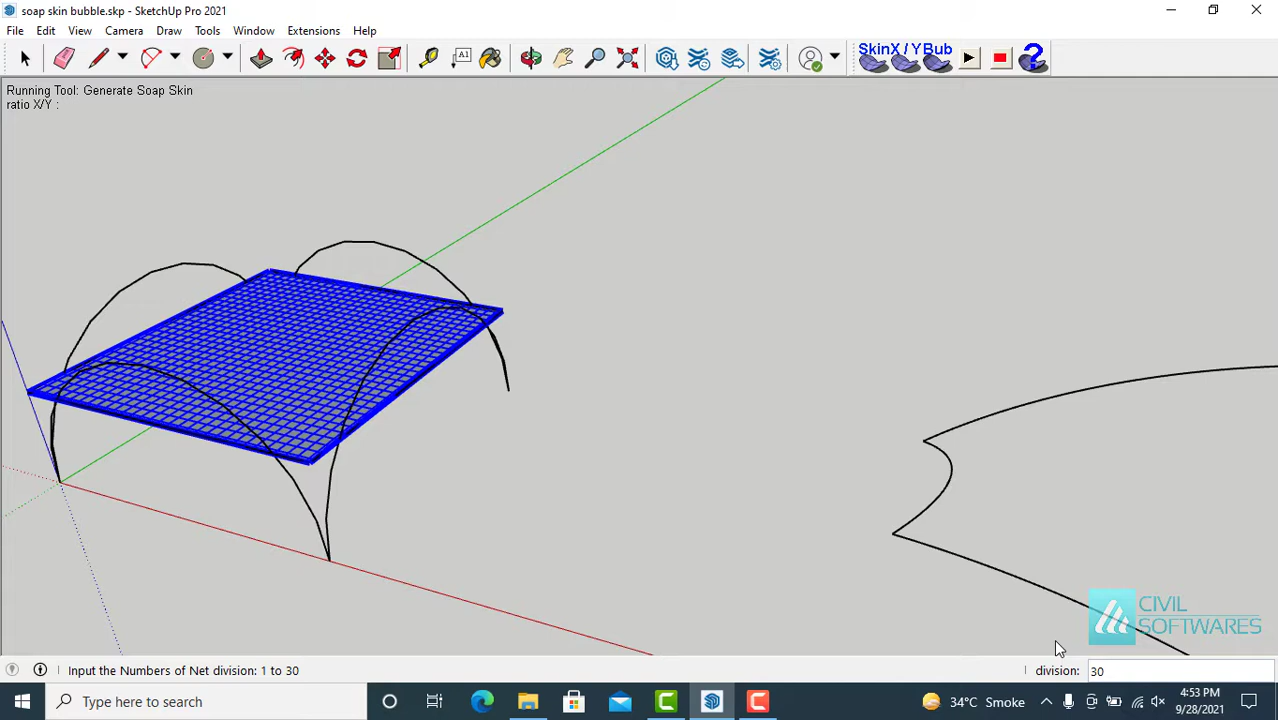 soap skin bubble.skp - SketchUp Pro 2021
File Edit View Camera Draw Tools Window Extensions Help
A1
SkinX / YBub
?
Running Tool: Generate Soap Skin
ratio X/Y :
CIVIL
SOFTWARES
Input the Numbers of Net division: 1 to 30
division: 30
Type here to search
34°C Smoke
4:53 PM
9/28/2021